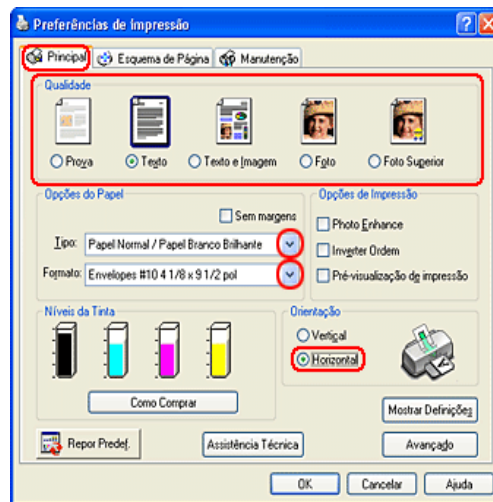 Preferências de impressão
Principal Esquema de Página Manutenção
Qualidade
Prova Texto Texto e Imagem Foto Foto Superior
Opções do Papel
Sem margens
Tipo: Papel Normal / Papel Branco Brilhante
Formato: Envelopes #10 4 1/8 x 9 1/2 pol
Opções de Impressão
Photo Enhance
Inverter Ordem
Pré-visualização de impressão
Níveis da Tinta
Como Comprar
Orientação
Vertical
Horizontal
Mostrar Definições
Repor Predef. Assistência Técnica Avançado
OK Cancelar Ajuda